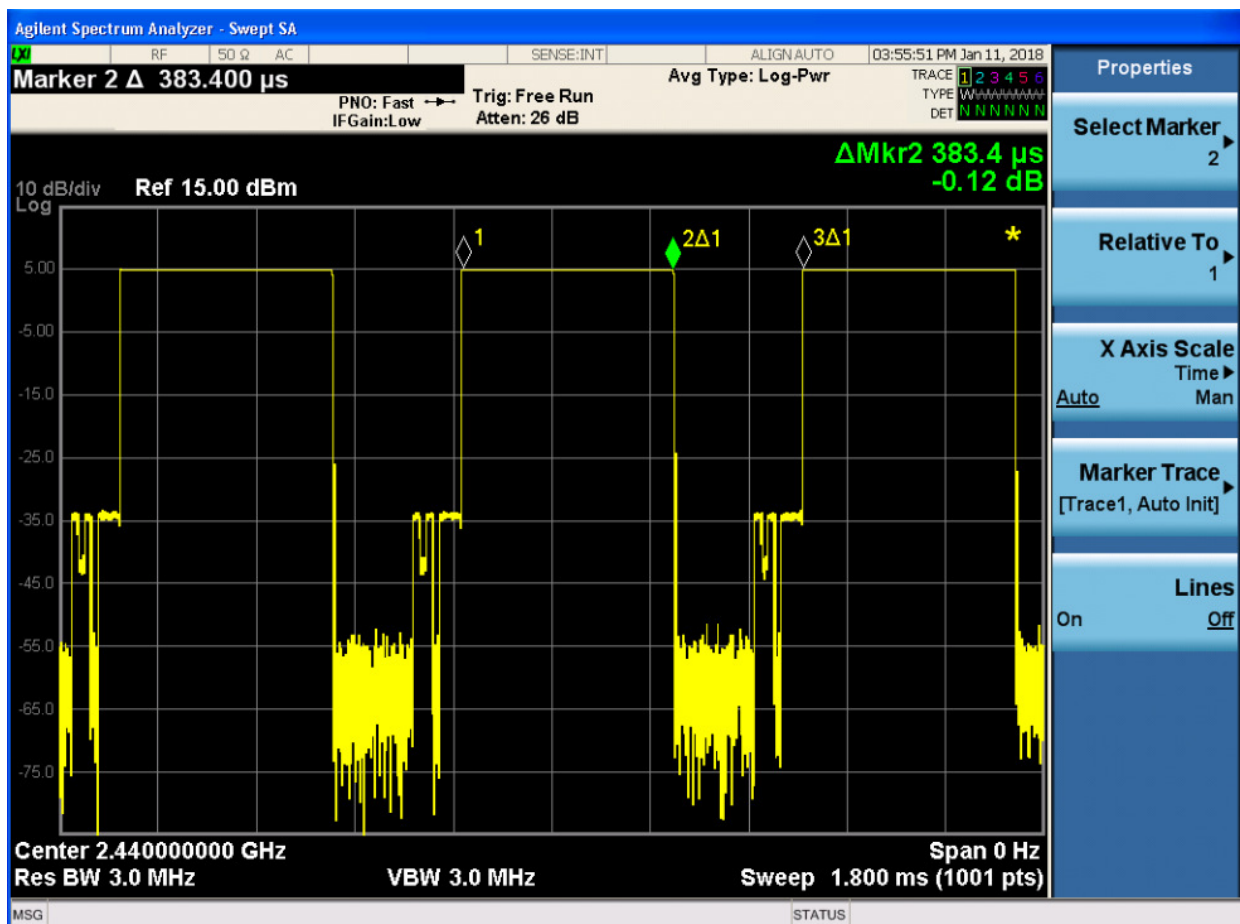 Agilent Spectrum Analyzer - Swept SA
LXI RF 50 Ω AC SENSE:INT ALIGN AUTO 03:55:51 PM Jan 11, 2018
Marker 2 Δ 383.400 µs
PNO: Fast
IFGain:Low
Trig: Free Run
Atten: 26 dB
Avg Type: Log-Pwr
TRACE 1 2 3 4 5 6
TYPE WWWWWW
DET N N N N N N
ΔMkr2 383.4 µs
-0.12 dB
10 dB/div Ref 15.00 dBm
Log
1 2Δ1 3Δ1 *
5.00
-5.00
-15.0
-25.0
-35.0
-45.0
-55.0
-65.0
-75.0
Center 2.440000000 GHz Span 0 Hz
Res BW 3.0 MHz VBW 3.0 MHz Sweep 1.800 ms (1001 pts)
MSG STATUS
Properties
Select Marker
2
Relative To
1
X Axis Scale
Time
Auto Man
Marker Trace
[Trace1, Auto Init]
Lines
On Off